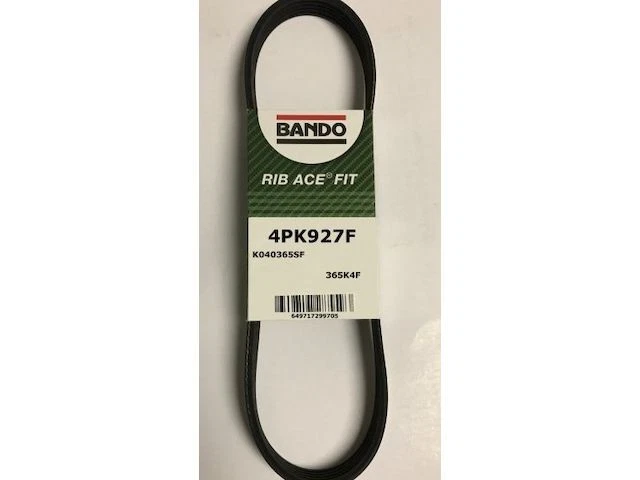 BANDO
RIB ACE® FIT
4PK927F
K040365SF
365K4F
649717299705